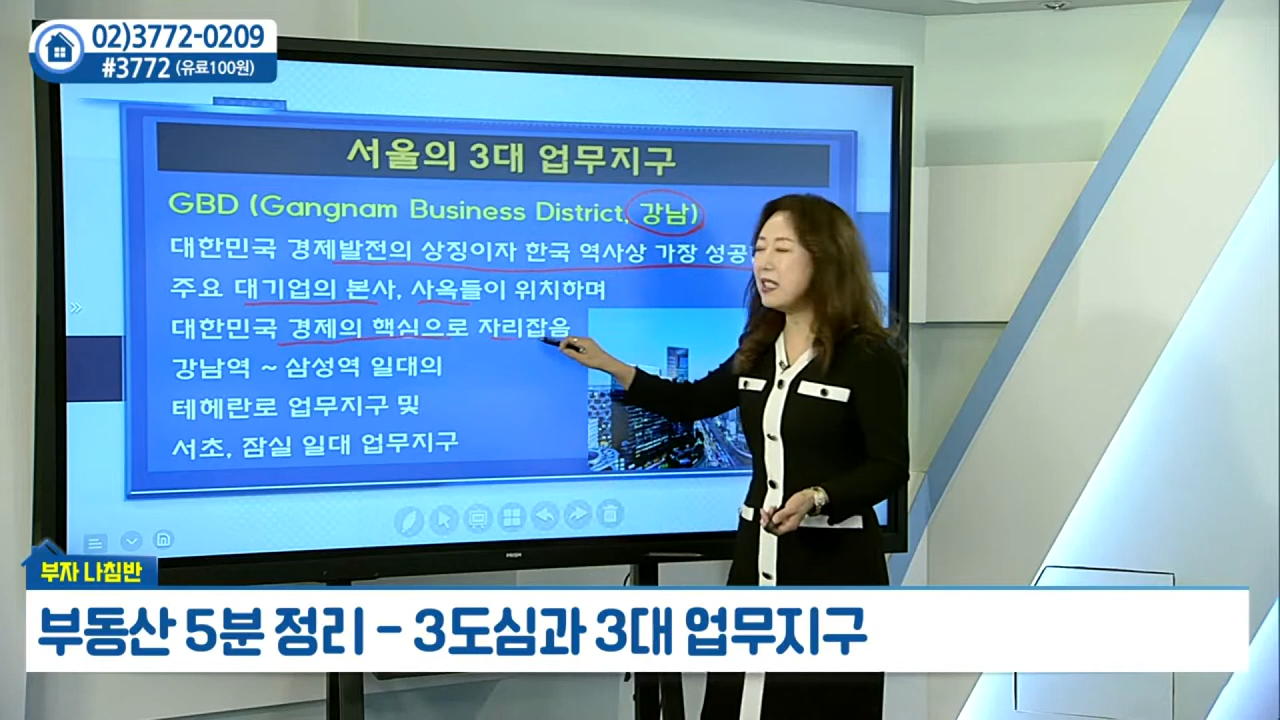 02)3772-0209
#3772 (유료100원)
서울의 3대 업무지구
GBD (Gangnam Business District, 강남)
대한민국 경제발전의 상징이자 한국 역사상 가장 성공
주요 대기업의 본사, 사옥들이 위치하며
대한민국 경제의 핵심으로 자리잡음
강남역 ~ 삼성역 일대의
테헤란로 업무지구 및
서초, 잠실 일대 업무지구
부자 나침반
부동산 5분 정리 - 3도심과 3대 업무지구